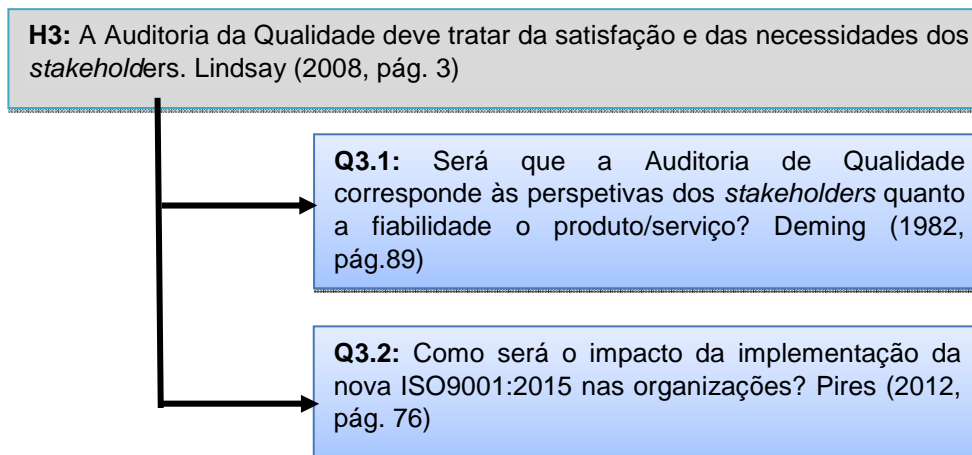 H3: A Auditoria da Qualidade deve tratar da satisfação e das necessidades dos
stakeholders. Lindsay (2008, pág. 3)
Q3.1: Será que a Auditoria de Qualidade
corresponde às perspetivas dos stakeholders quanto
a fiabilidade o produto/serviço? Deming (1982,
pág.89)
Q3.2: Como será o impacto da implementação da
nova ISO9001:2015 nas organizações? Pires (2012,
pág. 76)